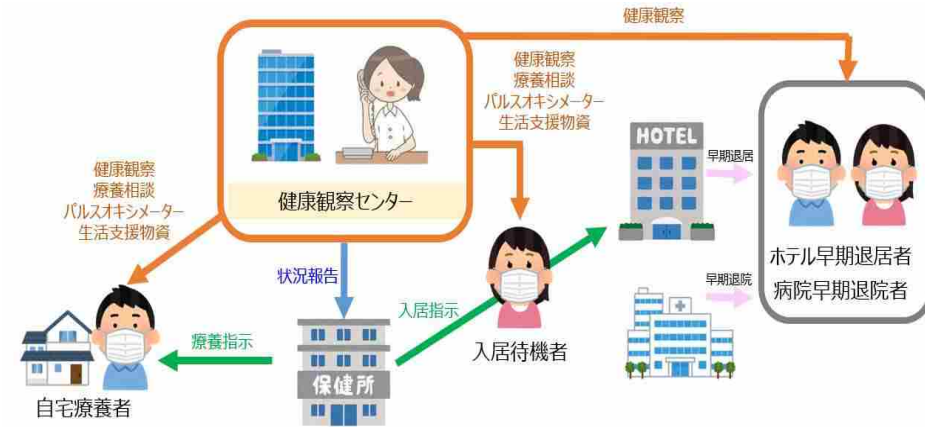 健康観察
健康観察
療養相談
パルスオキシメーター
生活支援物資
HOTEL
早期退居
健康観察
療養相談
パルスオキシメーター
生活支援物資
健康観察センター
ホテル早期退居者
病院早期退院者
状況報告
早期退院
入居指示
療養指示
入居待機者
保健所
自宅療養者